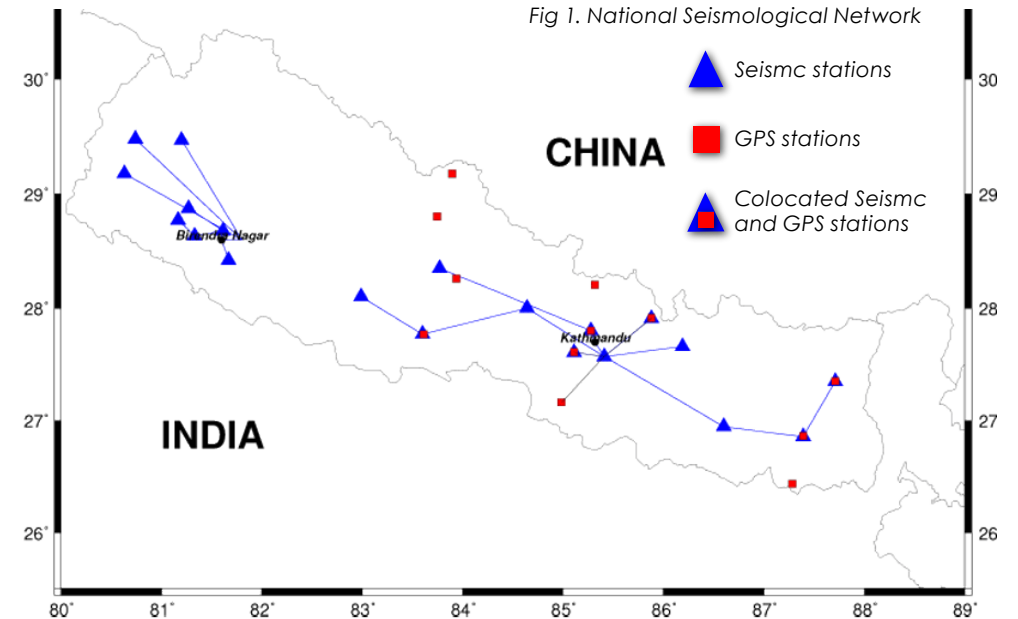 Fig 1. National Seismological Network
Seismc stations
GPS stations
Colocated Seismc
and GPS stations
CHINA
INDIA
Birendra Nagar
Kathmandu
30˚
29˚
28˚
27˚
26˚
30
29
28
27
26
80˚ 81˚ 82˚ 83˚ 84˚ 85˚ 86˚ 87˚ 88˚ 89˚